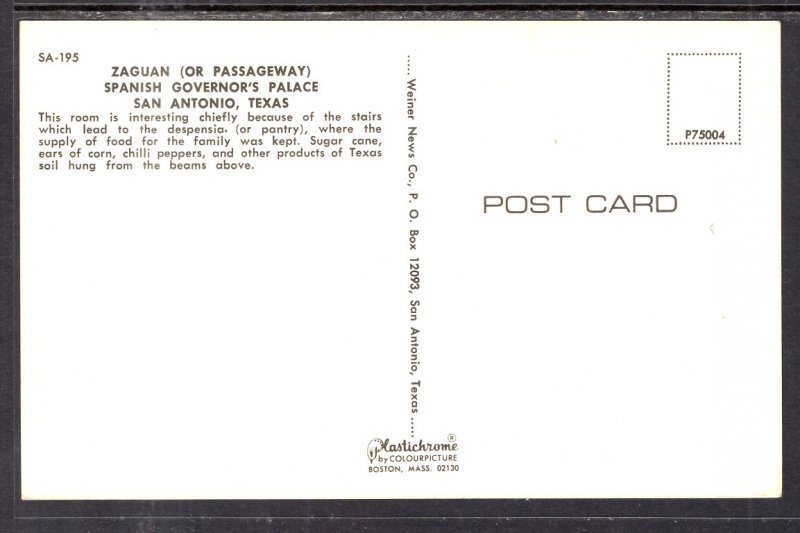 SA-195
ZAGUAN (OR PASSAGEWAY)
SPANISH GOVERNOR'S PALACE
SAN ANTONIO, TEXAS
This room is interesting chiefly because of the stairs
which lead to the despensia. (or pantry), where the
supply of food for the family was kept. Sugar cane,
ears of corn, chilli peppers, and other products of Texas
soil hung from the beams above.
..... Weiner News Co., P. O. Box 12093, San Antonio, Texas .....
Plastichrome®
by COLOURPICTURE
BOSTON, MASS. 02130
P75004
POST CARD